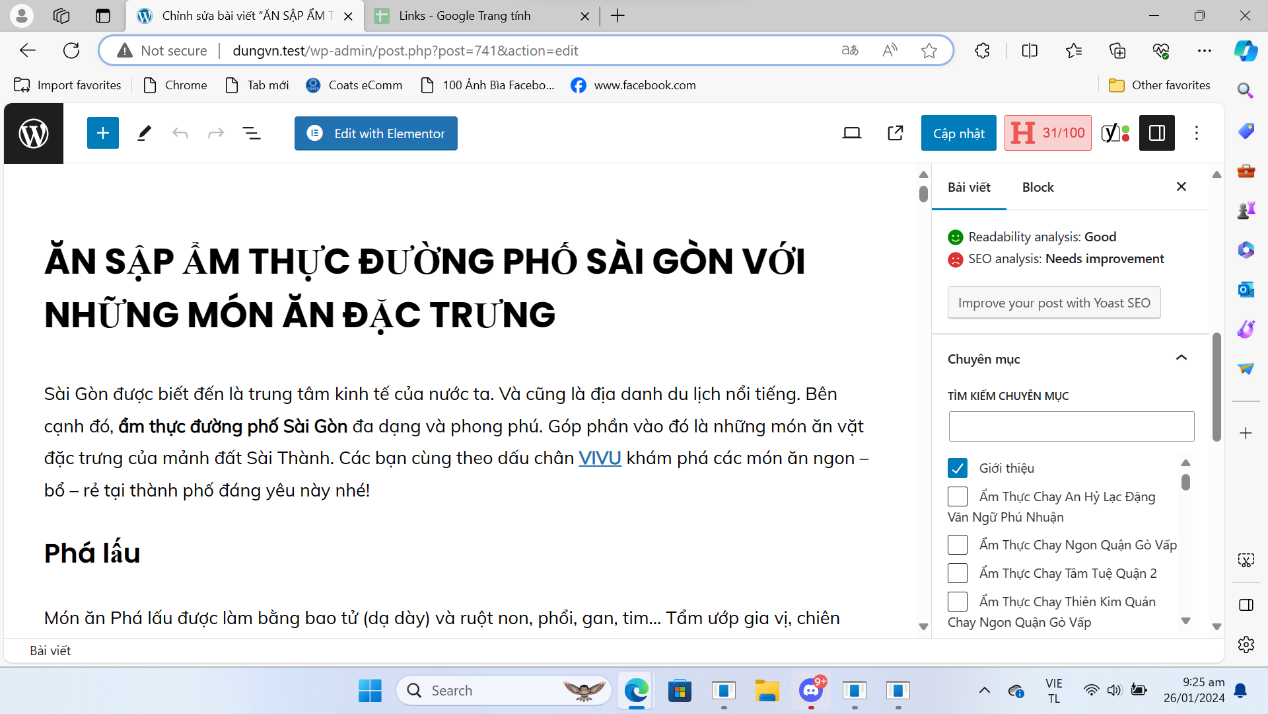 Chỉnh sửa bài viết “ĂN SẬP ẨM T
Links - Google Trang tính
Not secure
dungvn.test/wp-admin/post.php?post=741&action=edit
Import favorites
Chrome
Tab mới
Coats eComm
100 Ảnh Bìa Facebo...
www.facebook.com
Other favorites
Edit with Elementor
Cập nhật
31/100
Bài viết
Block
Readability analysis: Good
SEO analysis: Needs improvement
Improve your post with Yoast SEO
Chuyên mục
TÌM KIẾM CHUYÊN MỤC
Giới thiệu
Ẩm Thực Chay An Hỷ Lạc Đặng
Văn Ngữ Phú Nhuận
Ẩm Thực Chay Ngon Quận Gò Vấp
Ẩm Thực Chay Tâm Tuệ Quận 2
Ẩm Thực Chay Thiên Kim Quán
Chay Ngon Quận Gò Vấp
ĂN SẬP ẨM THỰC ĐƯỜNG PHỐ SÀI GÒN VỚI
NHỮNG MÓN ĂN ĐẶC TRƯNG
Sài Gòn được biết đến là trung tâm kinh tế của nước ta. Và cũng là địa danh du lịch nổi tiếng. Bên
cạnh đó, ẩm thực đường phố Sài Gòn đa dạng và phong phú. Góp phần vào đó là những món ăn vặt
đặc trưng của mảnh đất Sài Thành. Các bạn cùng theo dấu chân VIVU khám phá các món ăn ngon –
bổ – rẻ tại thành phố đáng yêu này nhé!
Phá lấu
Món ăn Phá lấu được làm bằng bao tử (dạ dày) và ruột non, phổi, gan, tim… Tẩm ướp gia vị, chiên
Bài viết
Search
9+
VIE
TL
9:25 am
26/01/2024